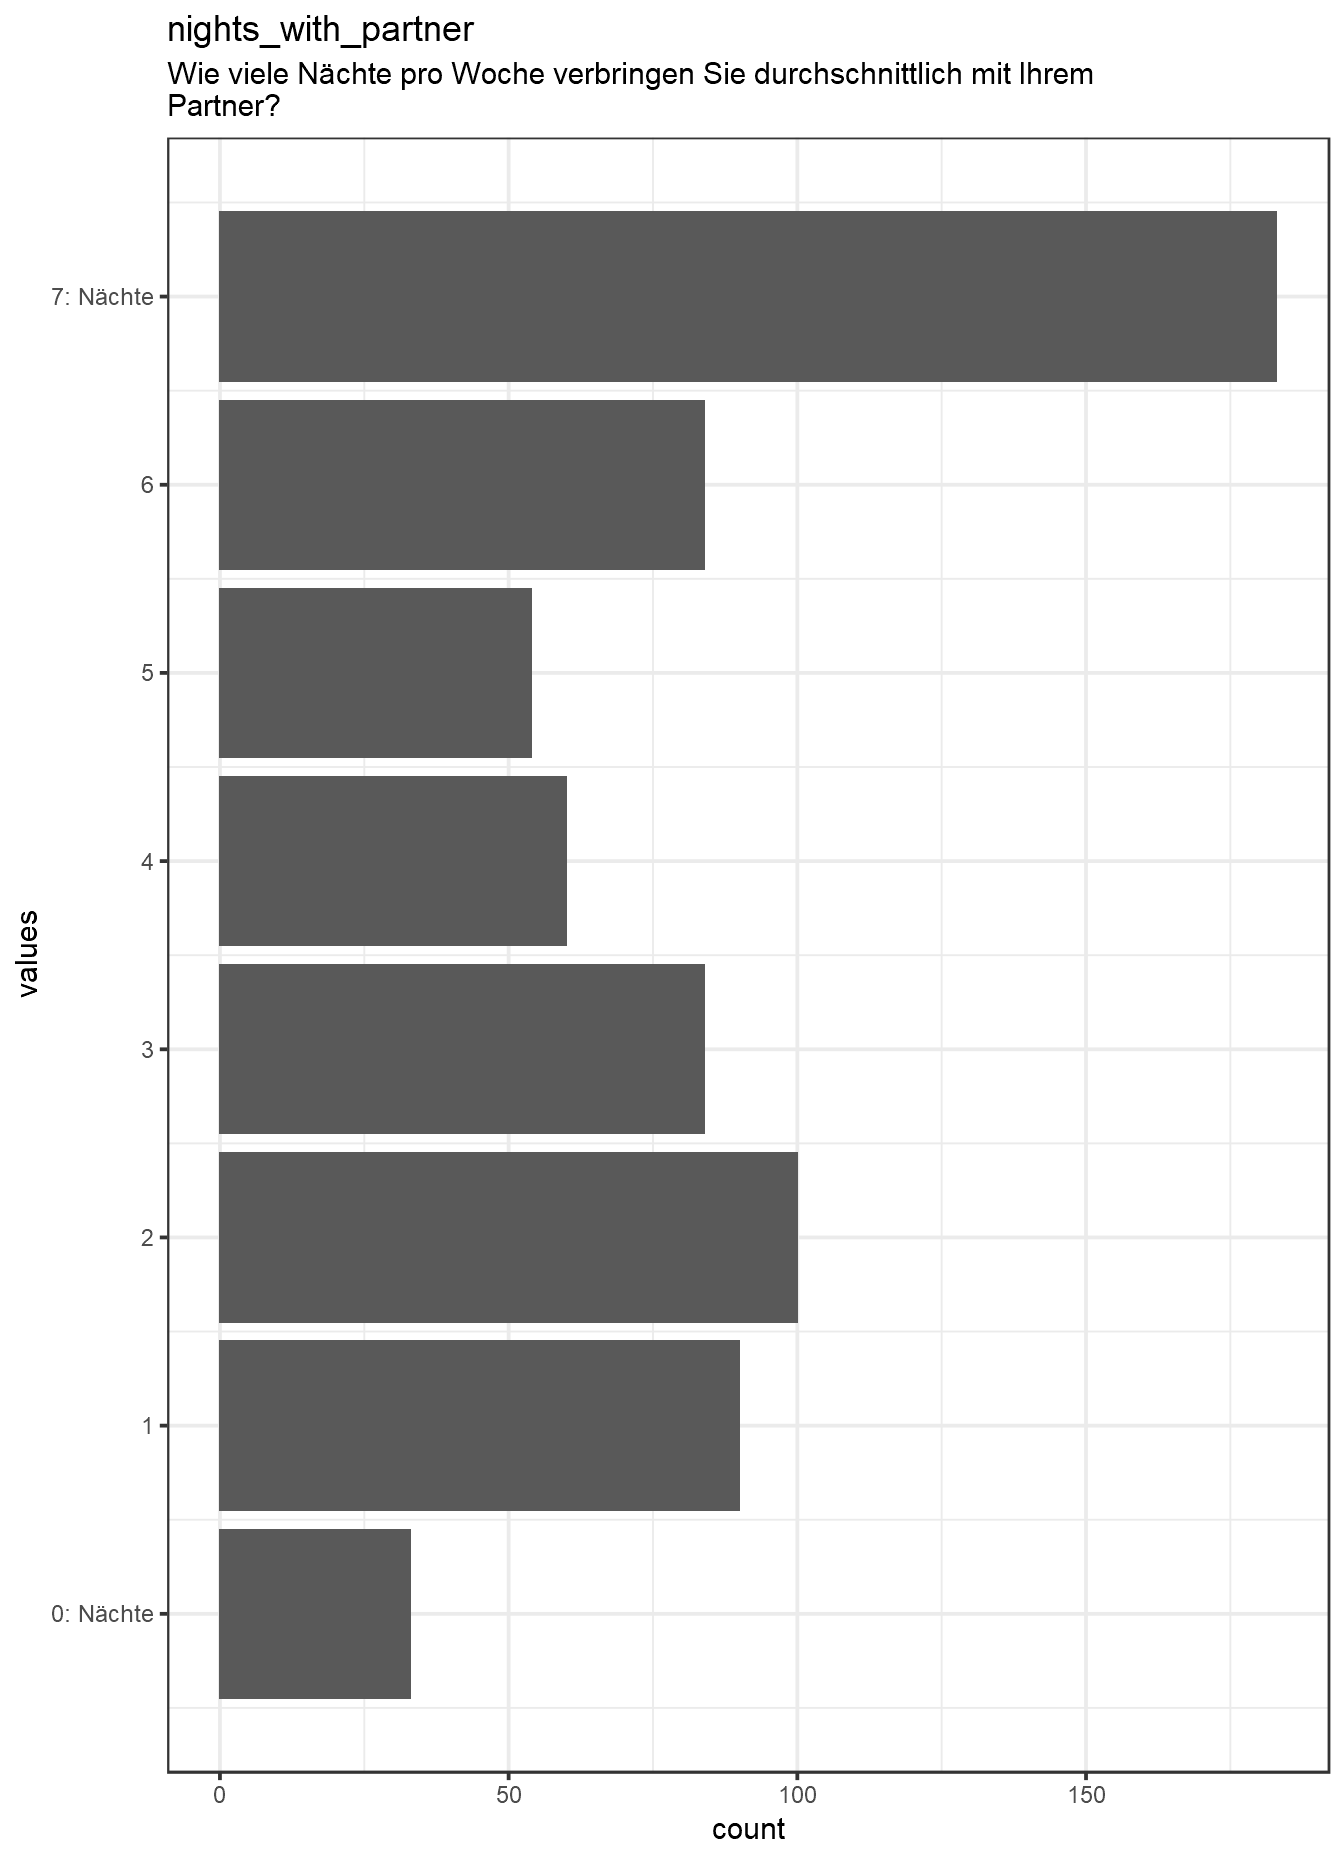 nights_with_partner
Wie viele Nächte pro Woche verbringen Sie durchschnittlich mit Ihrem
Partner?
values
7: Nächte
6
5
4
3
2
1
0: Nächte
0 50 100 150
count